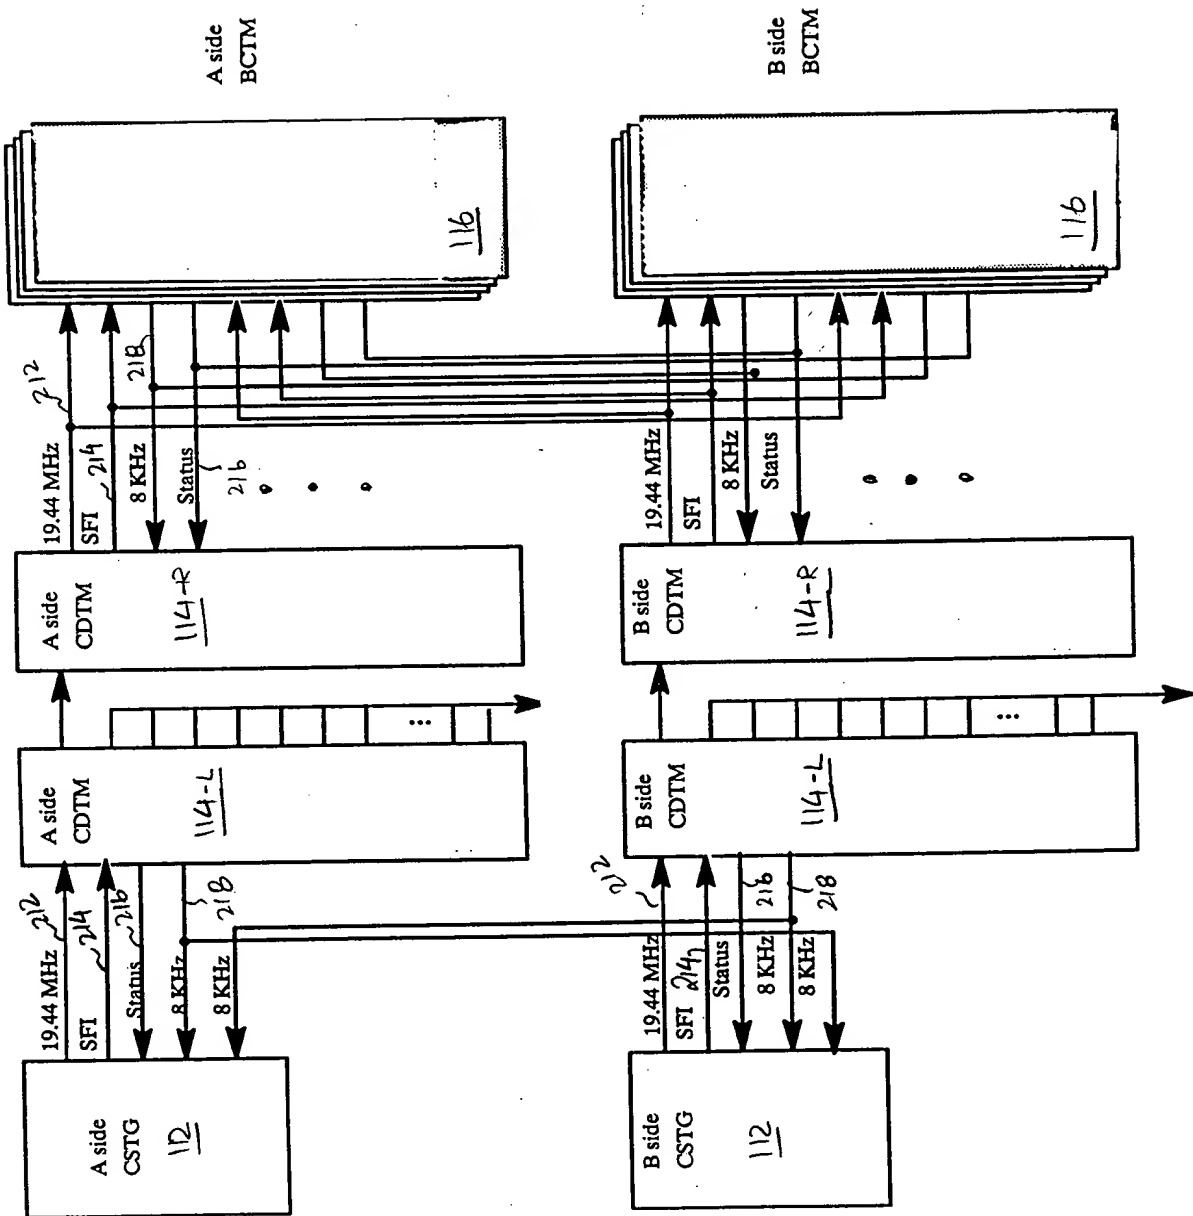 A side
CSTG
112
19.44 MHz
212
SFI
214
Status
216
8 KHz
218
8 KHz
A side
CDTM
114-L
...
A side
CDTM
114-R
19.44 MHz
212
SFI
214
8 KHz
218
Status
216
116
A side
BCTM
B side
CSTG
112
19.44 MHz
212
SFI
214
Status
216
8 KHz
218
8 KHz
B side
CDTM
114-L
...
B side
CDTM
114-R
19.44 MHz
SFI
8 KHz
Status
116
B side
BCTM